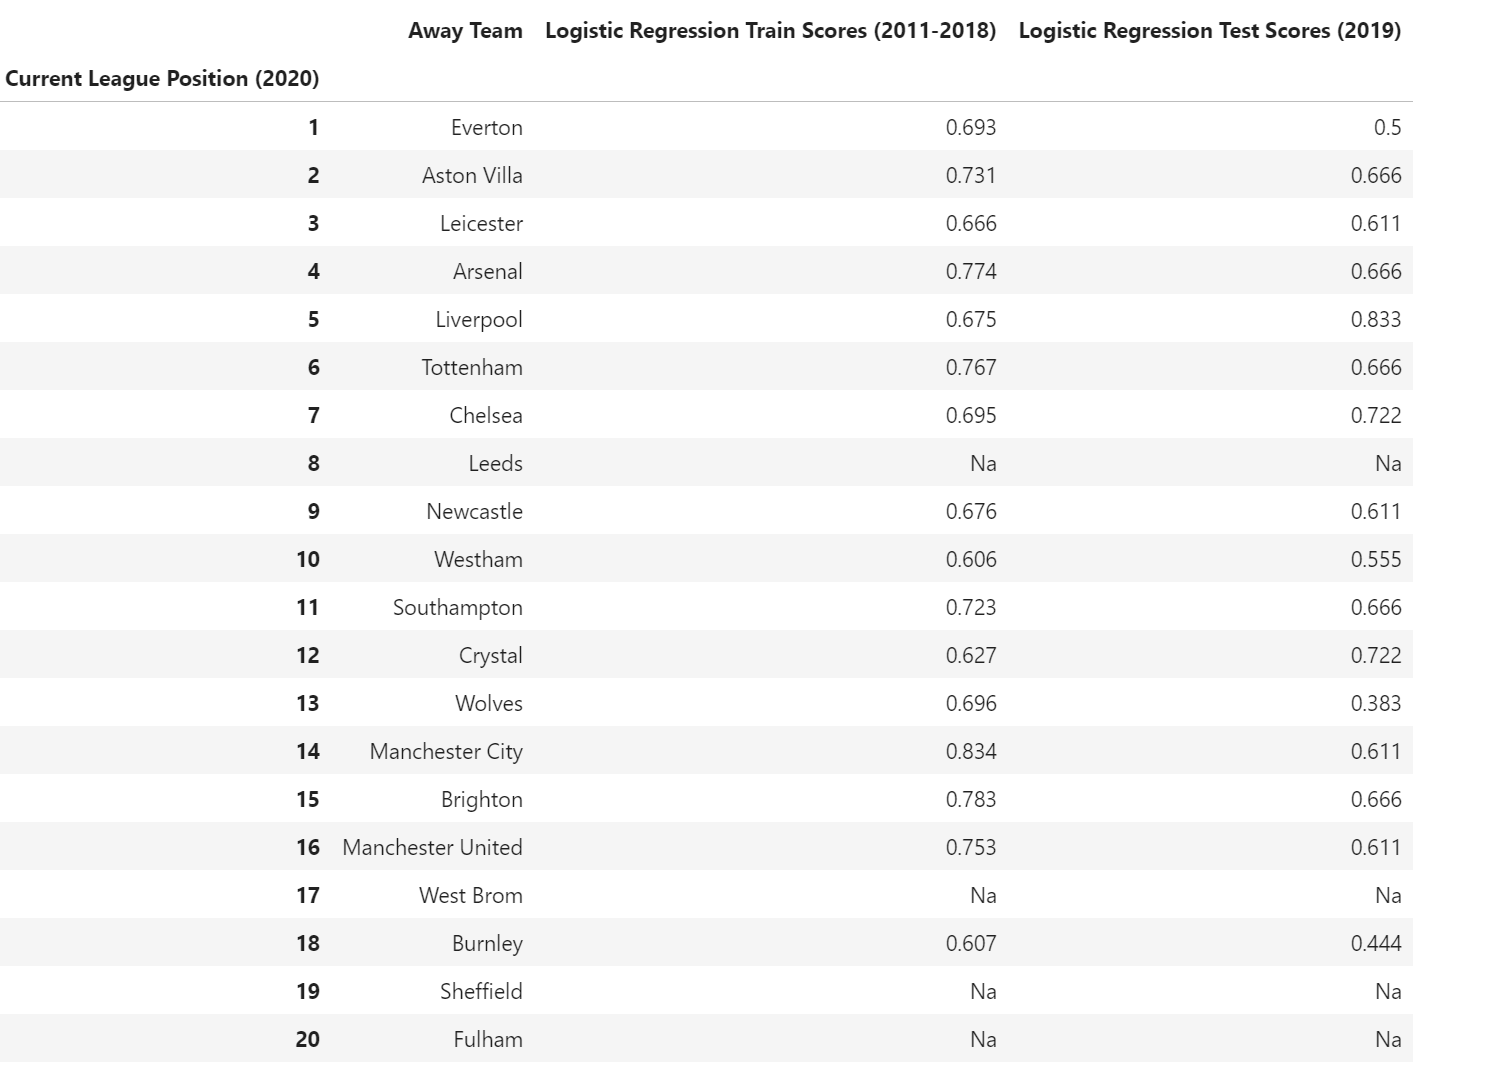 Away Team Logistic Regression Train Scores (2011-2018) Logistic Regression Test Scores (2019)
Current League Position (2020)
1 Everton 0.693 0.5
2 Aston Villa 0.731 0.666
3 Leicester 0.666 0.611
4 Arsenal 0.774 0.666
5 Liverpool 0.675 0.833
6 Tottenham 0.767 0.666
7 Chelsea 0.695 0.722
8 Leeds Na Na
9 Newcastle 0.676 0.611
10 Westham 0.606 0.555
11 Southampton 0.723 0.666
12 Crystal 0.627 0.722
13 Wolves 0.696 0.383
14 Manchester City 0.834 0.611
15 Brighton 0.783 0.666
16 Manchester United 0.753 0.611
17 West Brom Na Na
18 Burnley 0.607 0.444
19 Sheffield Na Na
20 Fulham Na Na